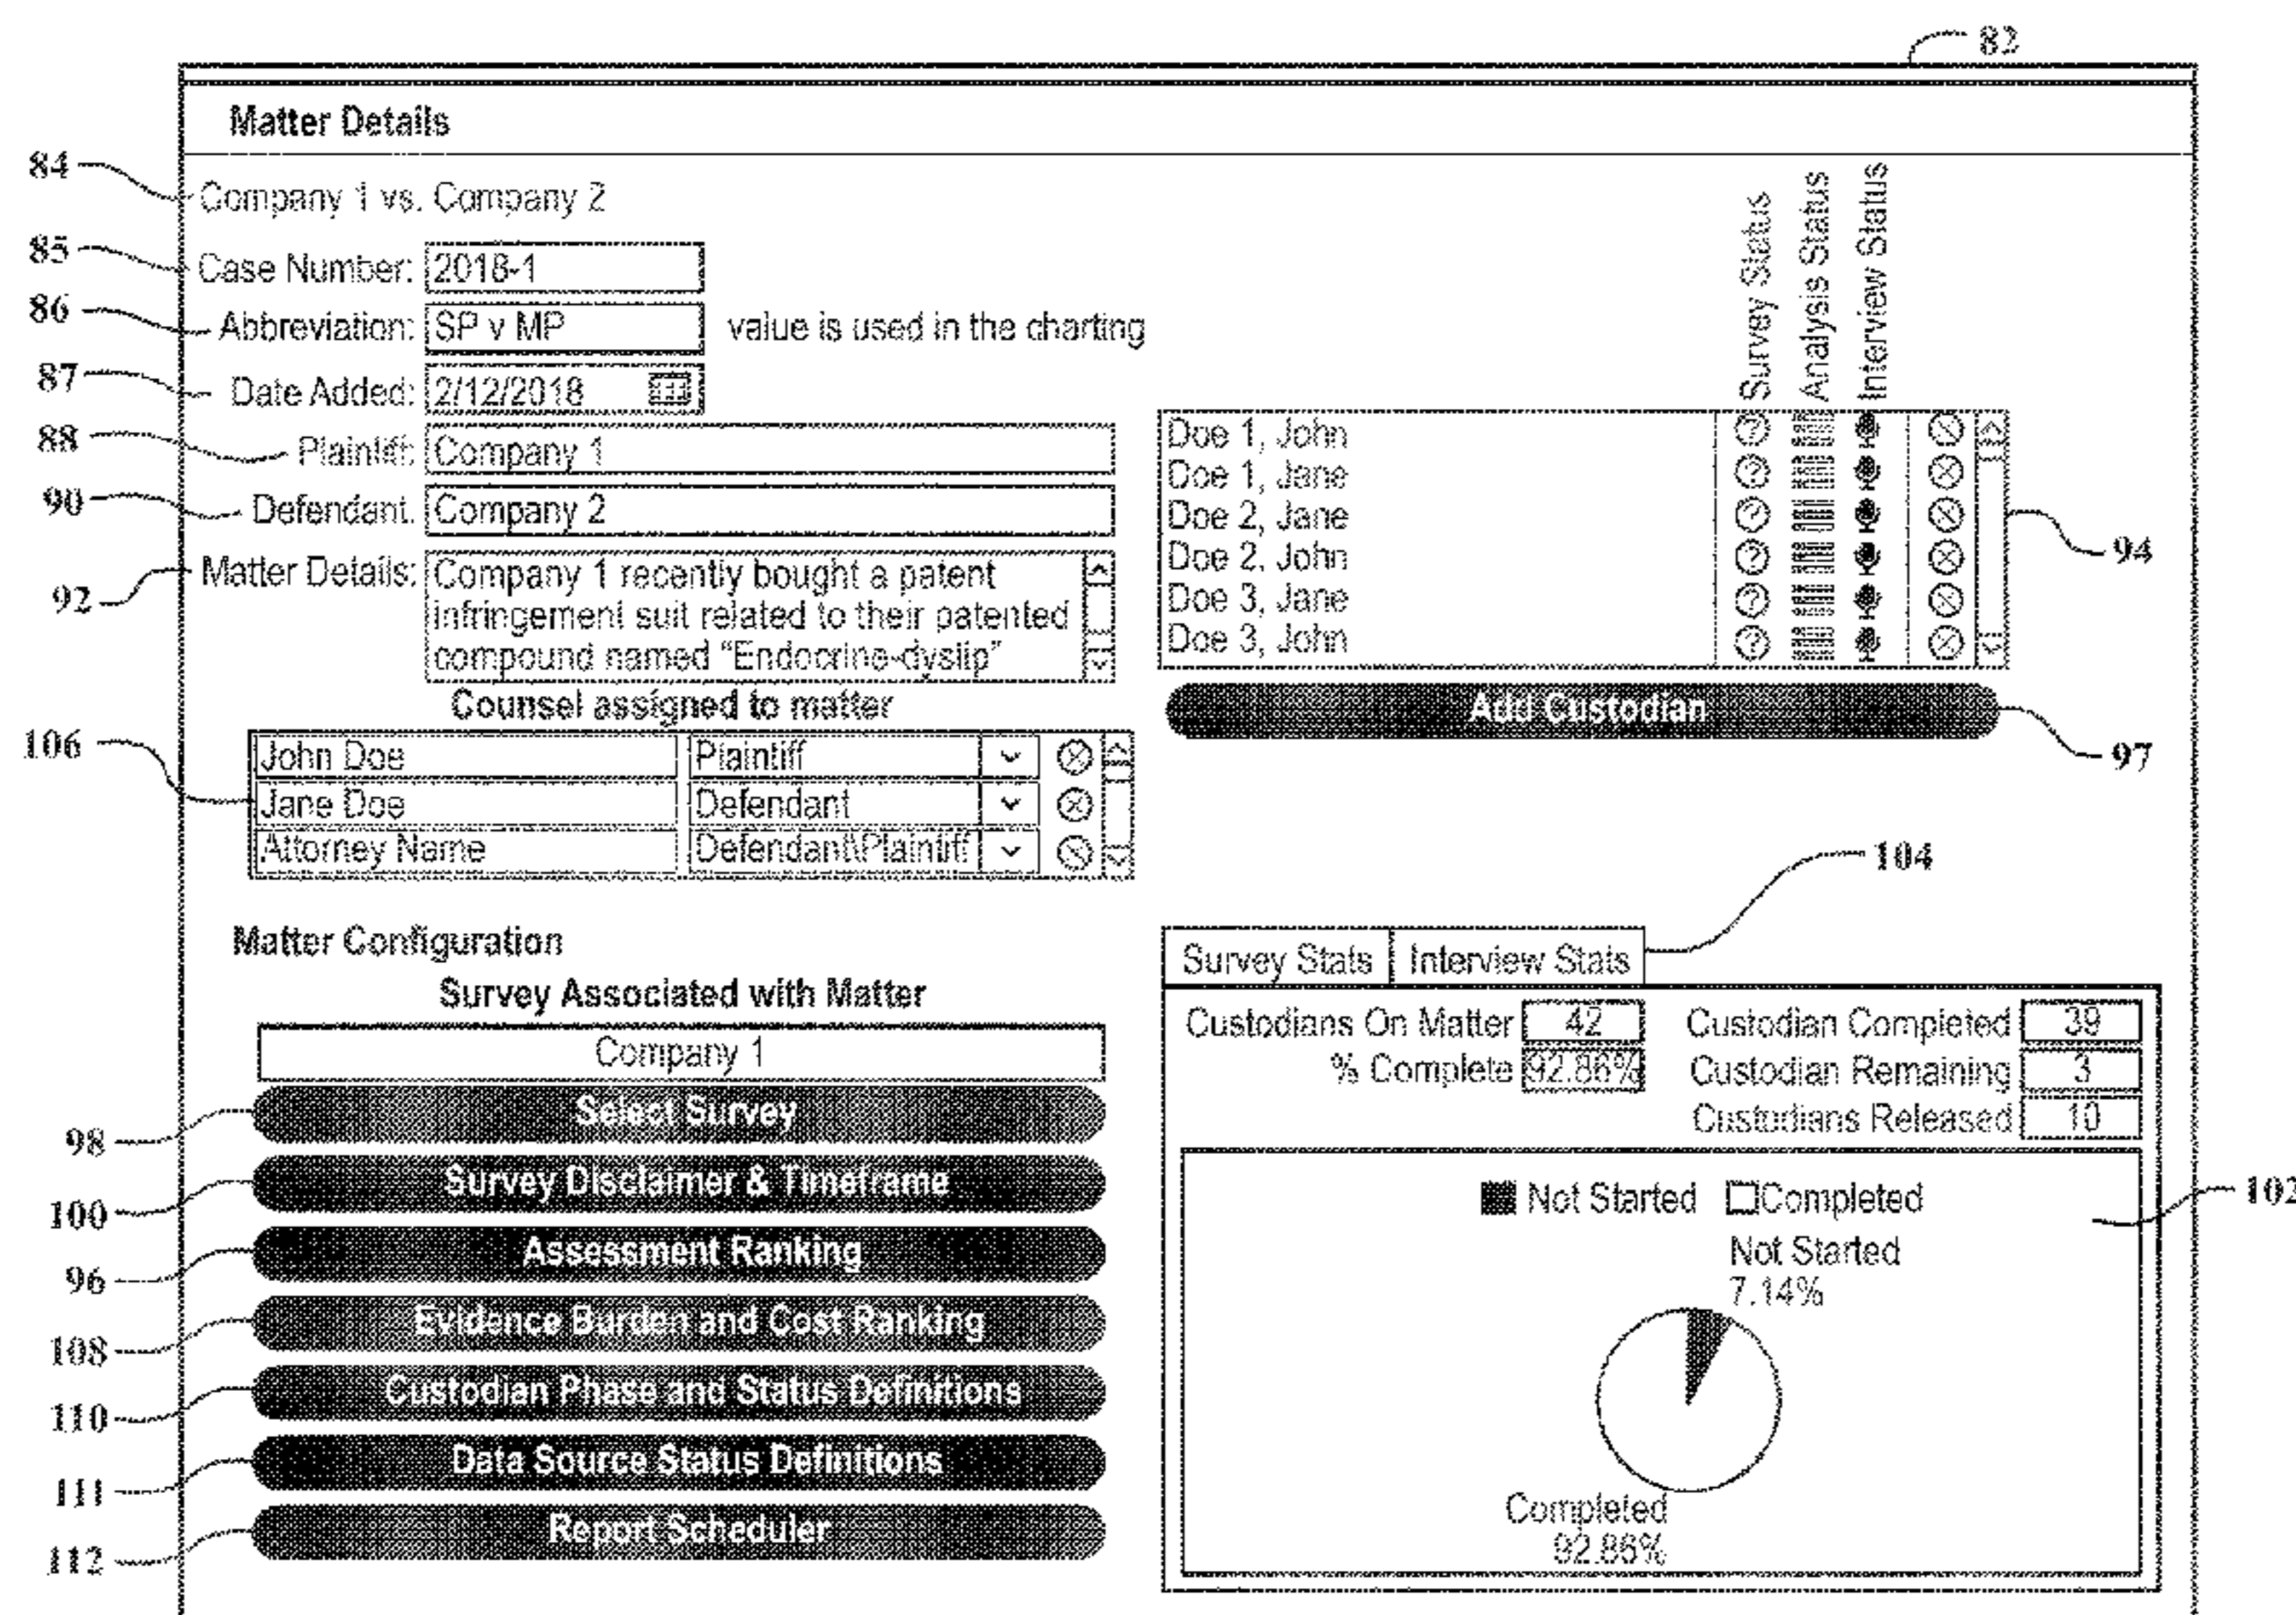 82
Matter Details
84
Company 1 vs. Company 2
85
Case Number: 2018-1
86
Abbreviation: SP v MP value is used in the charting
87
Date Added: 2/12/2018
88
Plaintiff: Company 1
90
Defendant: Company 2
92
Matter Details: Company 1 recently bought a patent
infringement suit related to their patented
compound named "Endocrine-dyslip"
Survey Status
Analysis Status
Interview Status
Doe 1, John
Doe 1, Jane
Doe 2, Jane
Doe 2, John
Doe 3, Jane
Doe 3, John
94
Add Custodian
97
Counsel assigned to matter
106
John Doe Plaintiff
Jane Doe Defendant
Attorney Name Defendant\Plaintiff
104
Matter Configuration
Survey Associated with Matter
Company 1
98
Select Survey
100
Survey Disclaimer & Timeframe
96
Assessment Ranking
108
Evidence Burden and Cost Ranking
110
Custodian Phase and Status Definitions
111
Data Source Status Definitions
112
Report Scheduler
Survey Stats Interview Stats
Custodians On Matter 42 Custodian Completed 39
% Complete 92.86% Custodian Remaining 3
Custodians Released 10
102
Not Started Completed
Not Started
7.14%
Completed
92.86%